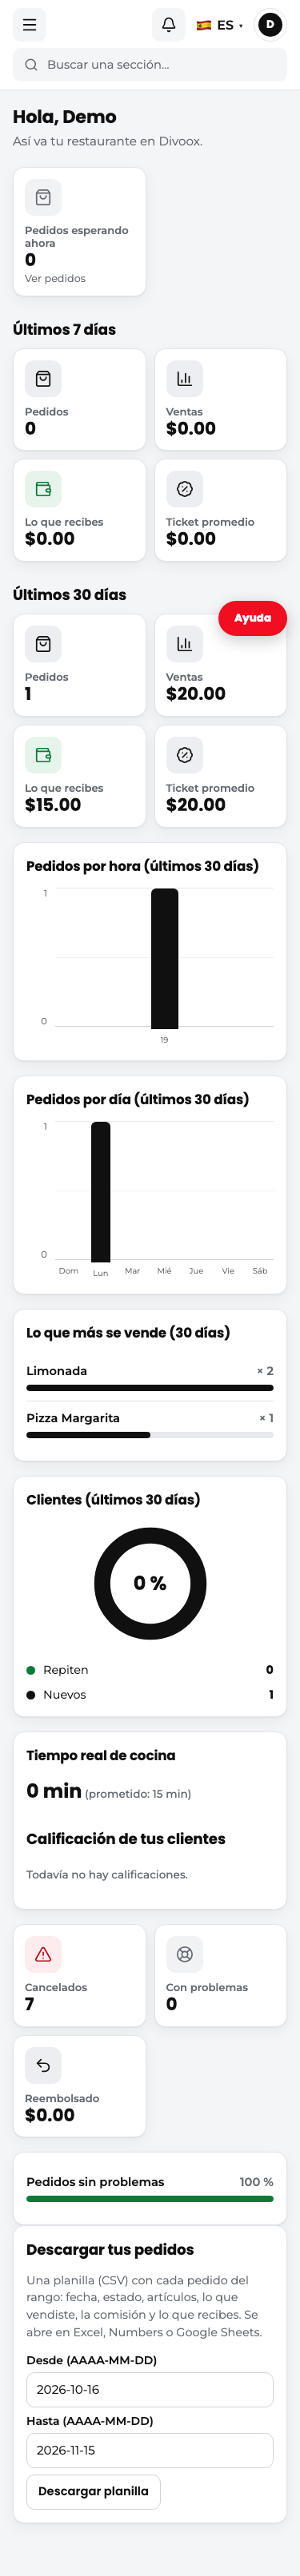 ES
D
Buscar una sección...
Hola, Demo
Así va tu restaurante en Divoox.
Pedidos esperando
ahora
0
Ver pedidos
Últimos 7 días
Pedidos
0
Ventas
$0.00
Lo que recibes
$0.00
Ticket promedio
$0.00
Últimos 30 días
Ayuda
Pedidos
1
Ventas
$20.00
Lo que recibes
$15.00
Ticket promedio
$20.00
Pedidos por hora (últimos 30 días)
1
0
19
Pedidos por día (últimos 30 días)
1
0
Dom Lun Mar Mié Jue Vie Sáb
Lo que más se vende (30 días)
Limonada × 2
Pizza Margarita × 1
Clientes (últimos 30 días)
0 %
Repiten 0
Nuevos 1
Tiempo real de cocina
0 min (prometido: 15 min)
Calificación de tus clientes
Todavía no hay calificaciones.
Cancelados
7
Con problemas
0
Reembolsado
$0.00
Pedidos sin problemas 100 %
Descargar tus pedidos
Una planilla (CSV) con cada pedido del
rango: fecha, estado, artículos, lo que
vendiste, la comisión y lo que recibes. Se
abre en Excel, Numbers o Google Sheets.
Desde (AAAA-MM-DD)
2026-10-16
Hasta (AAAA-MM-DD)
2026-11-15
Descargar planilla